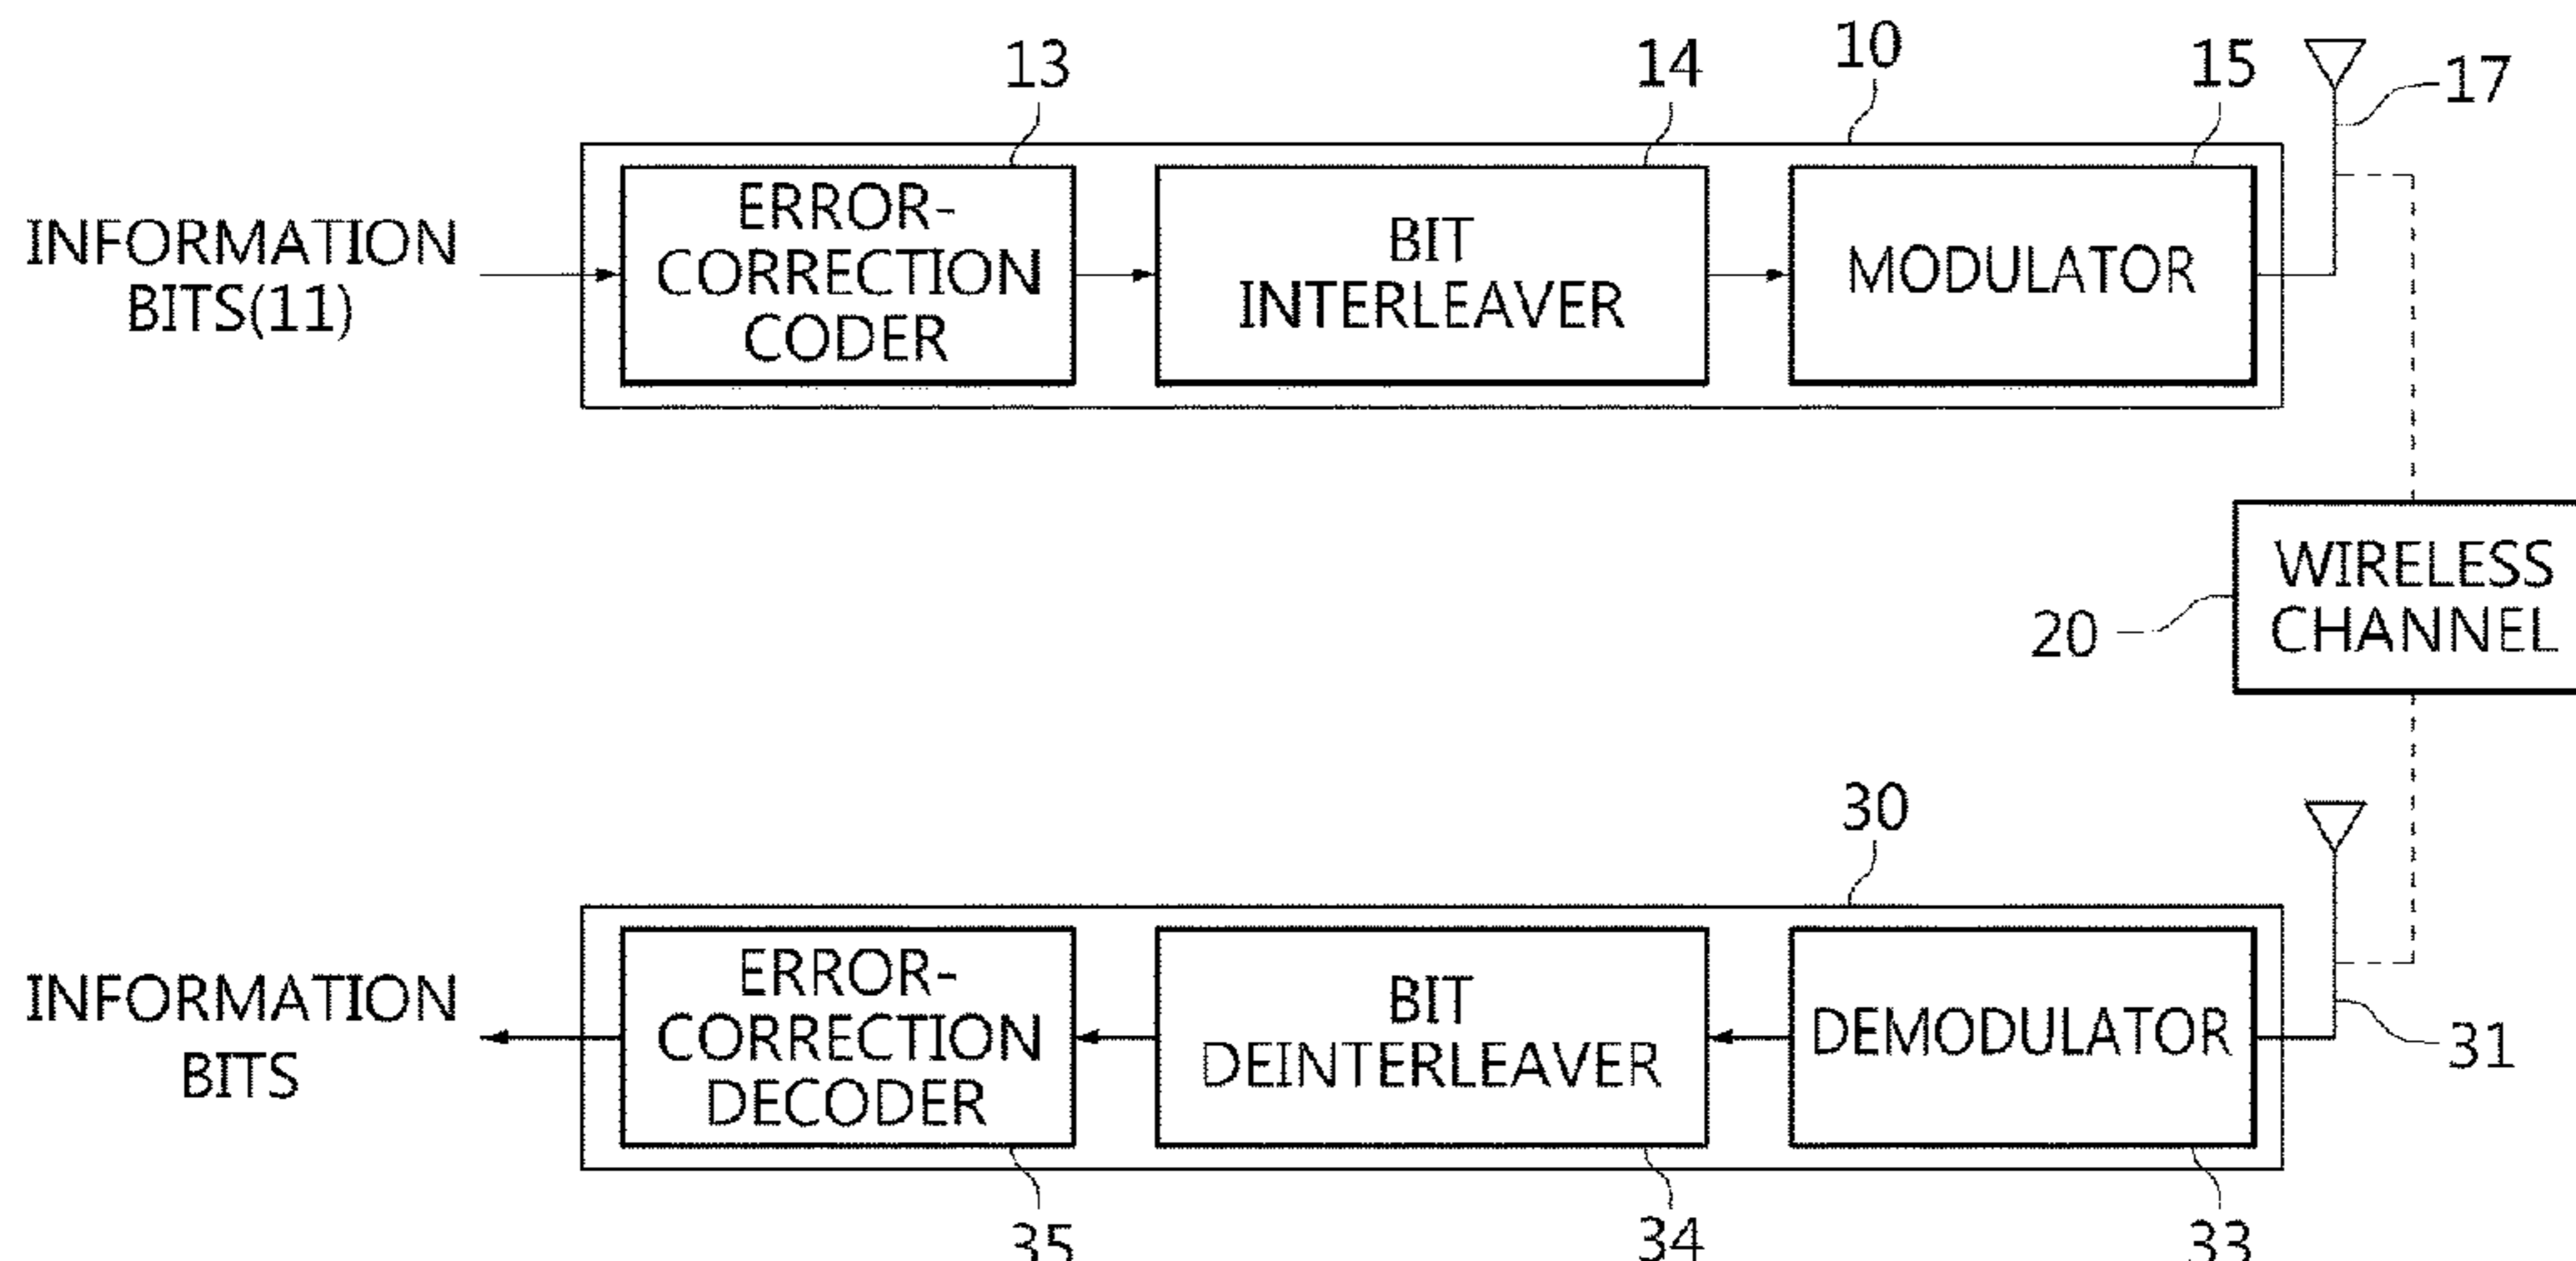 13
14
10
15
17
INFORMATION
BITS(11)
ERROR-
CORRECTION
CODER
BIT
INTERLEAVER
MODULATOR
WIRELESS
CHANNEL
20
30
INFORMATION
BITS
ERROR-
CORRECTION
DECODER
BIT
DEINTERLEAVER
DEMODULATOR
31
35
34
33